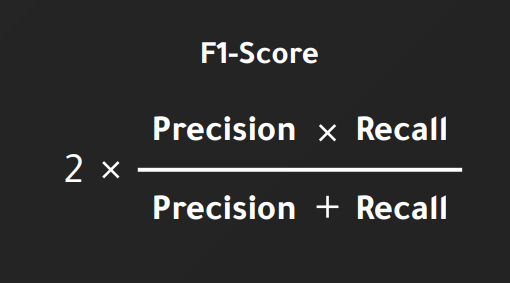 F1-Score
Precision × Recall
2 ×
Precision + Recall